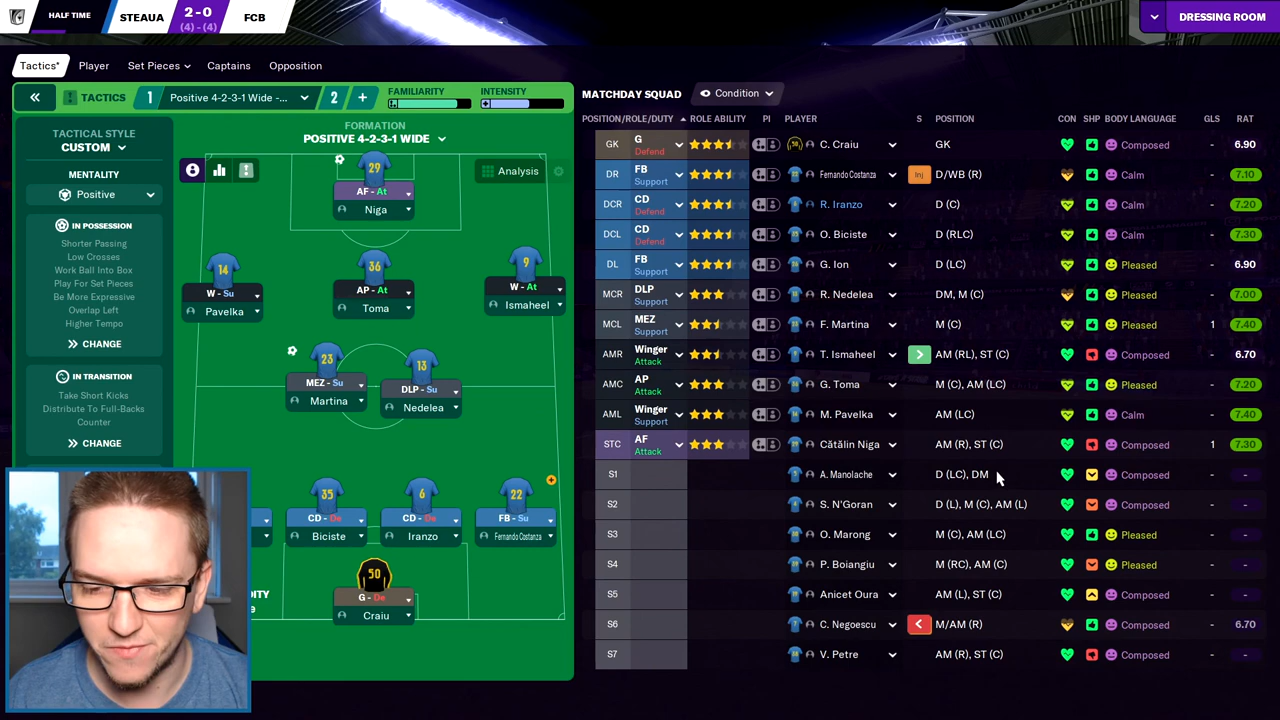 HALF TIME
STEAUA 2-0 FCB
(4) - (4)
DRESSING ROOM
Tactics* Player Set Pieces Captains Opposition
TACTICS 1 Positive 4-2-3-1 Wide -... 2 + FAMILIARITY INTENSITY
TACTICAL STYLE
CUSTOM
MENTALITY
Positive
IN POSSESSION
Shorter Passing
Low Crosses
Work Ball Into Box
Play For Set Pieces
Be More Expressive
Overlap Left
Higher Tempo
CHANGE
IN TRANSITION
Take Short Kicks
Distribute To Full-Backs
Counter
CHANGE
FORMATION
POSITIVE 4-2-3-1 WIDE
Analysis
29
AF - At
Niga
14
W - Su
Pavelka
36
AP - At
Toma
9
W - At
Ismaheel
23
MEZ - Su
Martina
13
DLP - Su
Nedelea
35
CD - De
Biciste
6
CD - De
Iranzo
22
FB - Su
Fernando Costanza
50
G - De
Craiu
MATCHDAY SQUAD Condition
POSITION/ROLE/DUTY ROLE ABILITY PI PLAYER S POSITION CON SHP BODY LANGUAGE GLS RAT
GK G Defend C. Craiu GK Composed - 6.90
DR FB Support Fernando Costanza Inj D/WB (R) Calm - 7.10
DCR CD Defend R. Iranzo D (C) Calm - 7.20
DCL CD Defend O. Biciste D (RLC) Calm - 7.30
DL FB Support G. Ion D (LC) Pleased - 6.90
MCR DLP Support R. Nedelea DM, M (C) Pleased - 7.00
MCL MEZ Support F. Martina M (C) Pleased 1 7.40
AMR Winger Attack T. Ismaheel AM (RL), ST (C) Composed - 6.70
AMC AP Attack G. Toma M (C), AM (LC) Pleased - 7.20
AML Winger Support M. Pavelka AM (LC) Calm - 7.40
STC AF Attack Cătălin Niga AM (R), ST (C) Composed 1 7.30
S1 A. Manolache D (LC), DM Composed - -
S2 S. N'Goran D (L), M (C), AM (L) Composed - -
S3 O. Marong M (C), AM (LC) Pleased - -
S4 P. Boiangiu M (RC), AM (C) Pleased - -
S5 Anicet Oura AM (L), ST (C) Composed - -
S6 C. Negoescu M/AM (R) Composed - 6.70
S7 V. Petre AM (R), ST (C) Composed - -